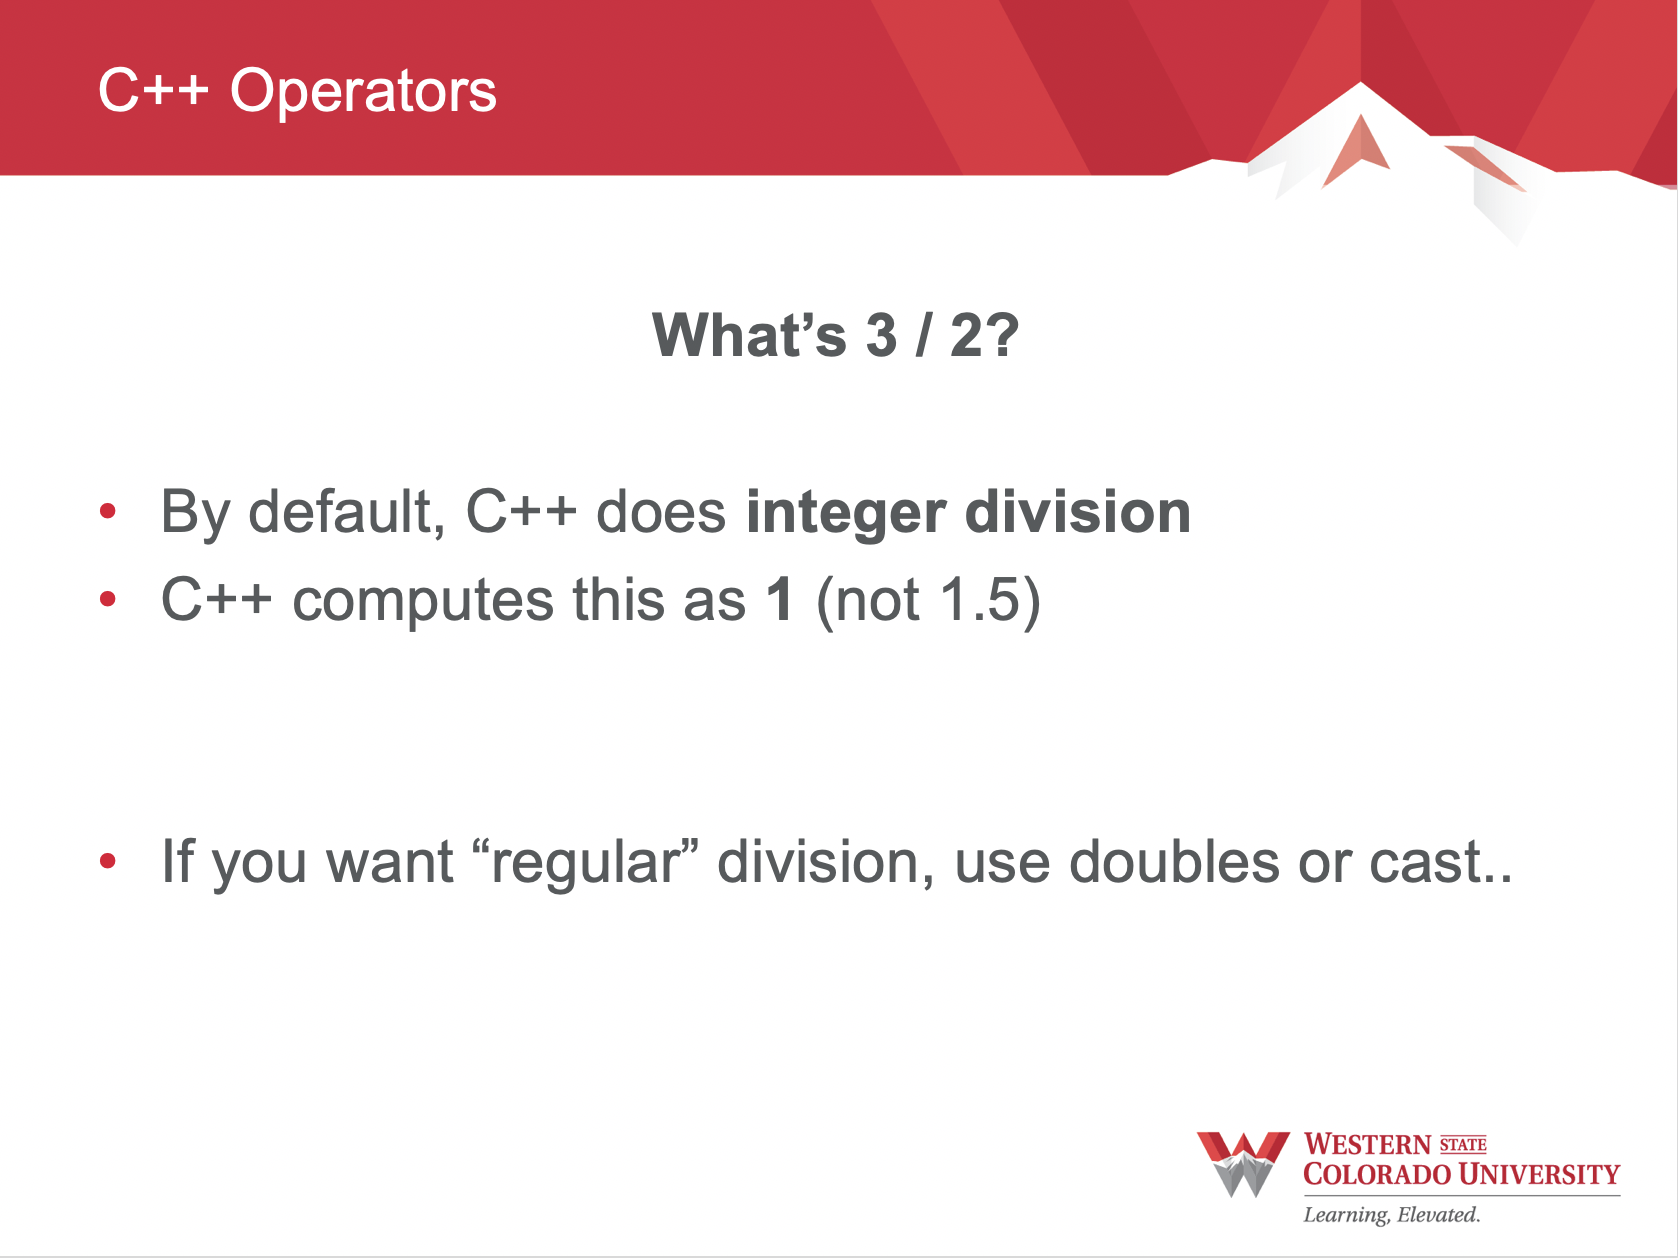 C++ Operators
What’s 3 / 2?
• By default, C++ does integer division
• C++ computes this as 1 (not 1.5)
• If you want “regular” division, use doubles or cast..
WESTERN STATE
COLORADO UNIVERSITY
Learning, Elevated.